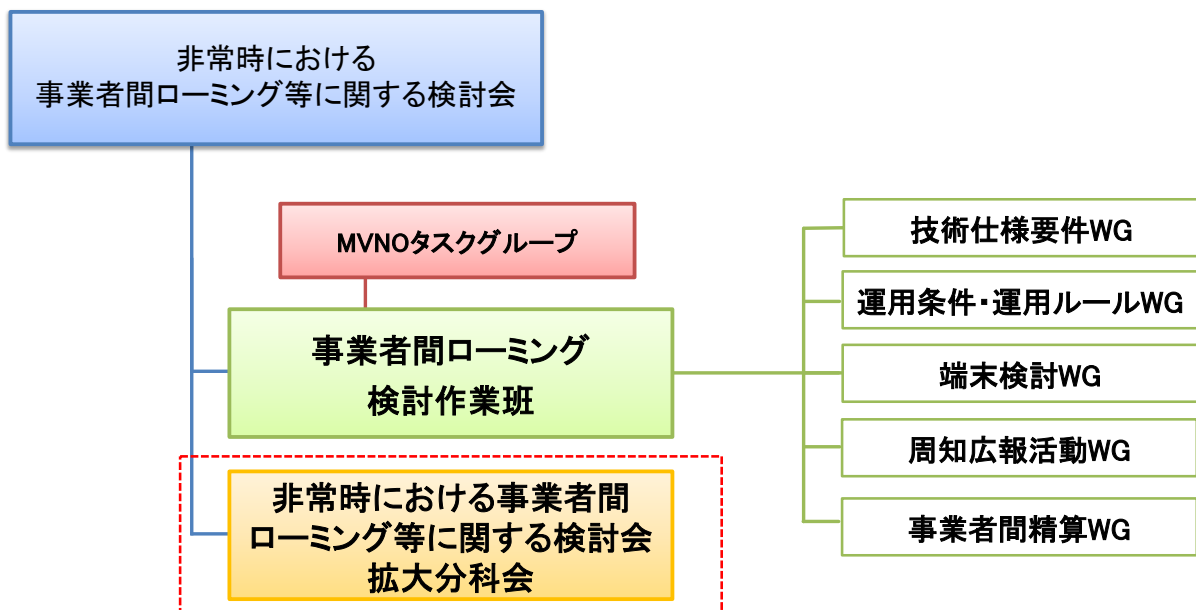 非常時における
事業者間ローミング等に関する検討会
MVNOタスクグループ
事業者間ローミング
検討作業班
非常時における事業者間
ローミング等に関する検討会
拡大分科会
技術仕様要件WG
運用条件・運用ルールWG
端末検討WG
周知広報活動WG
事業者間精算WG